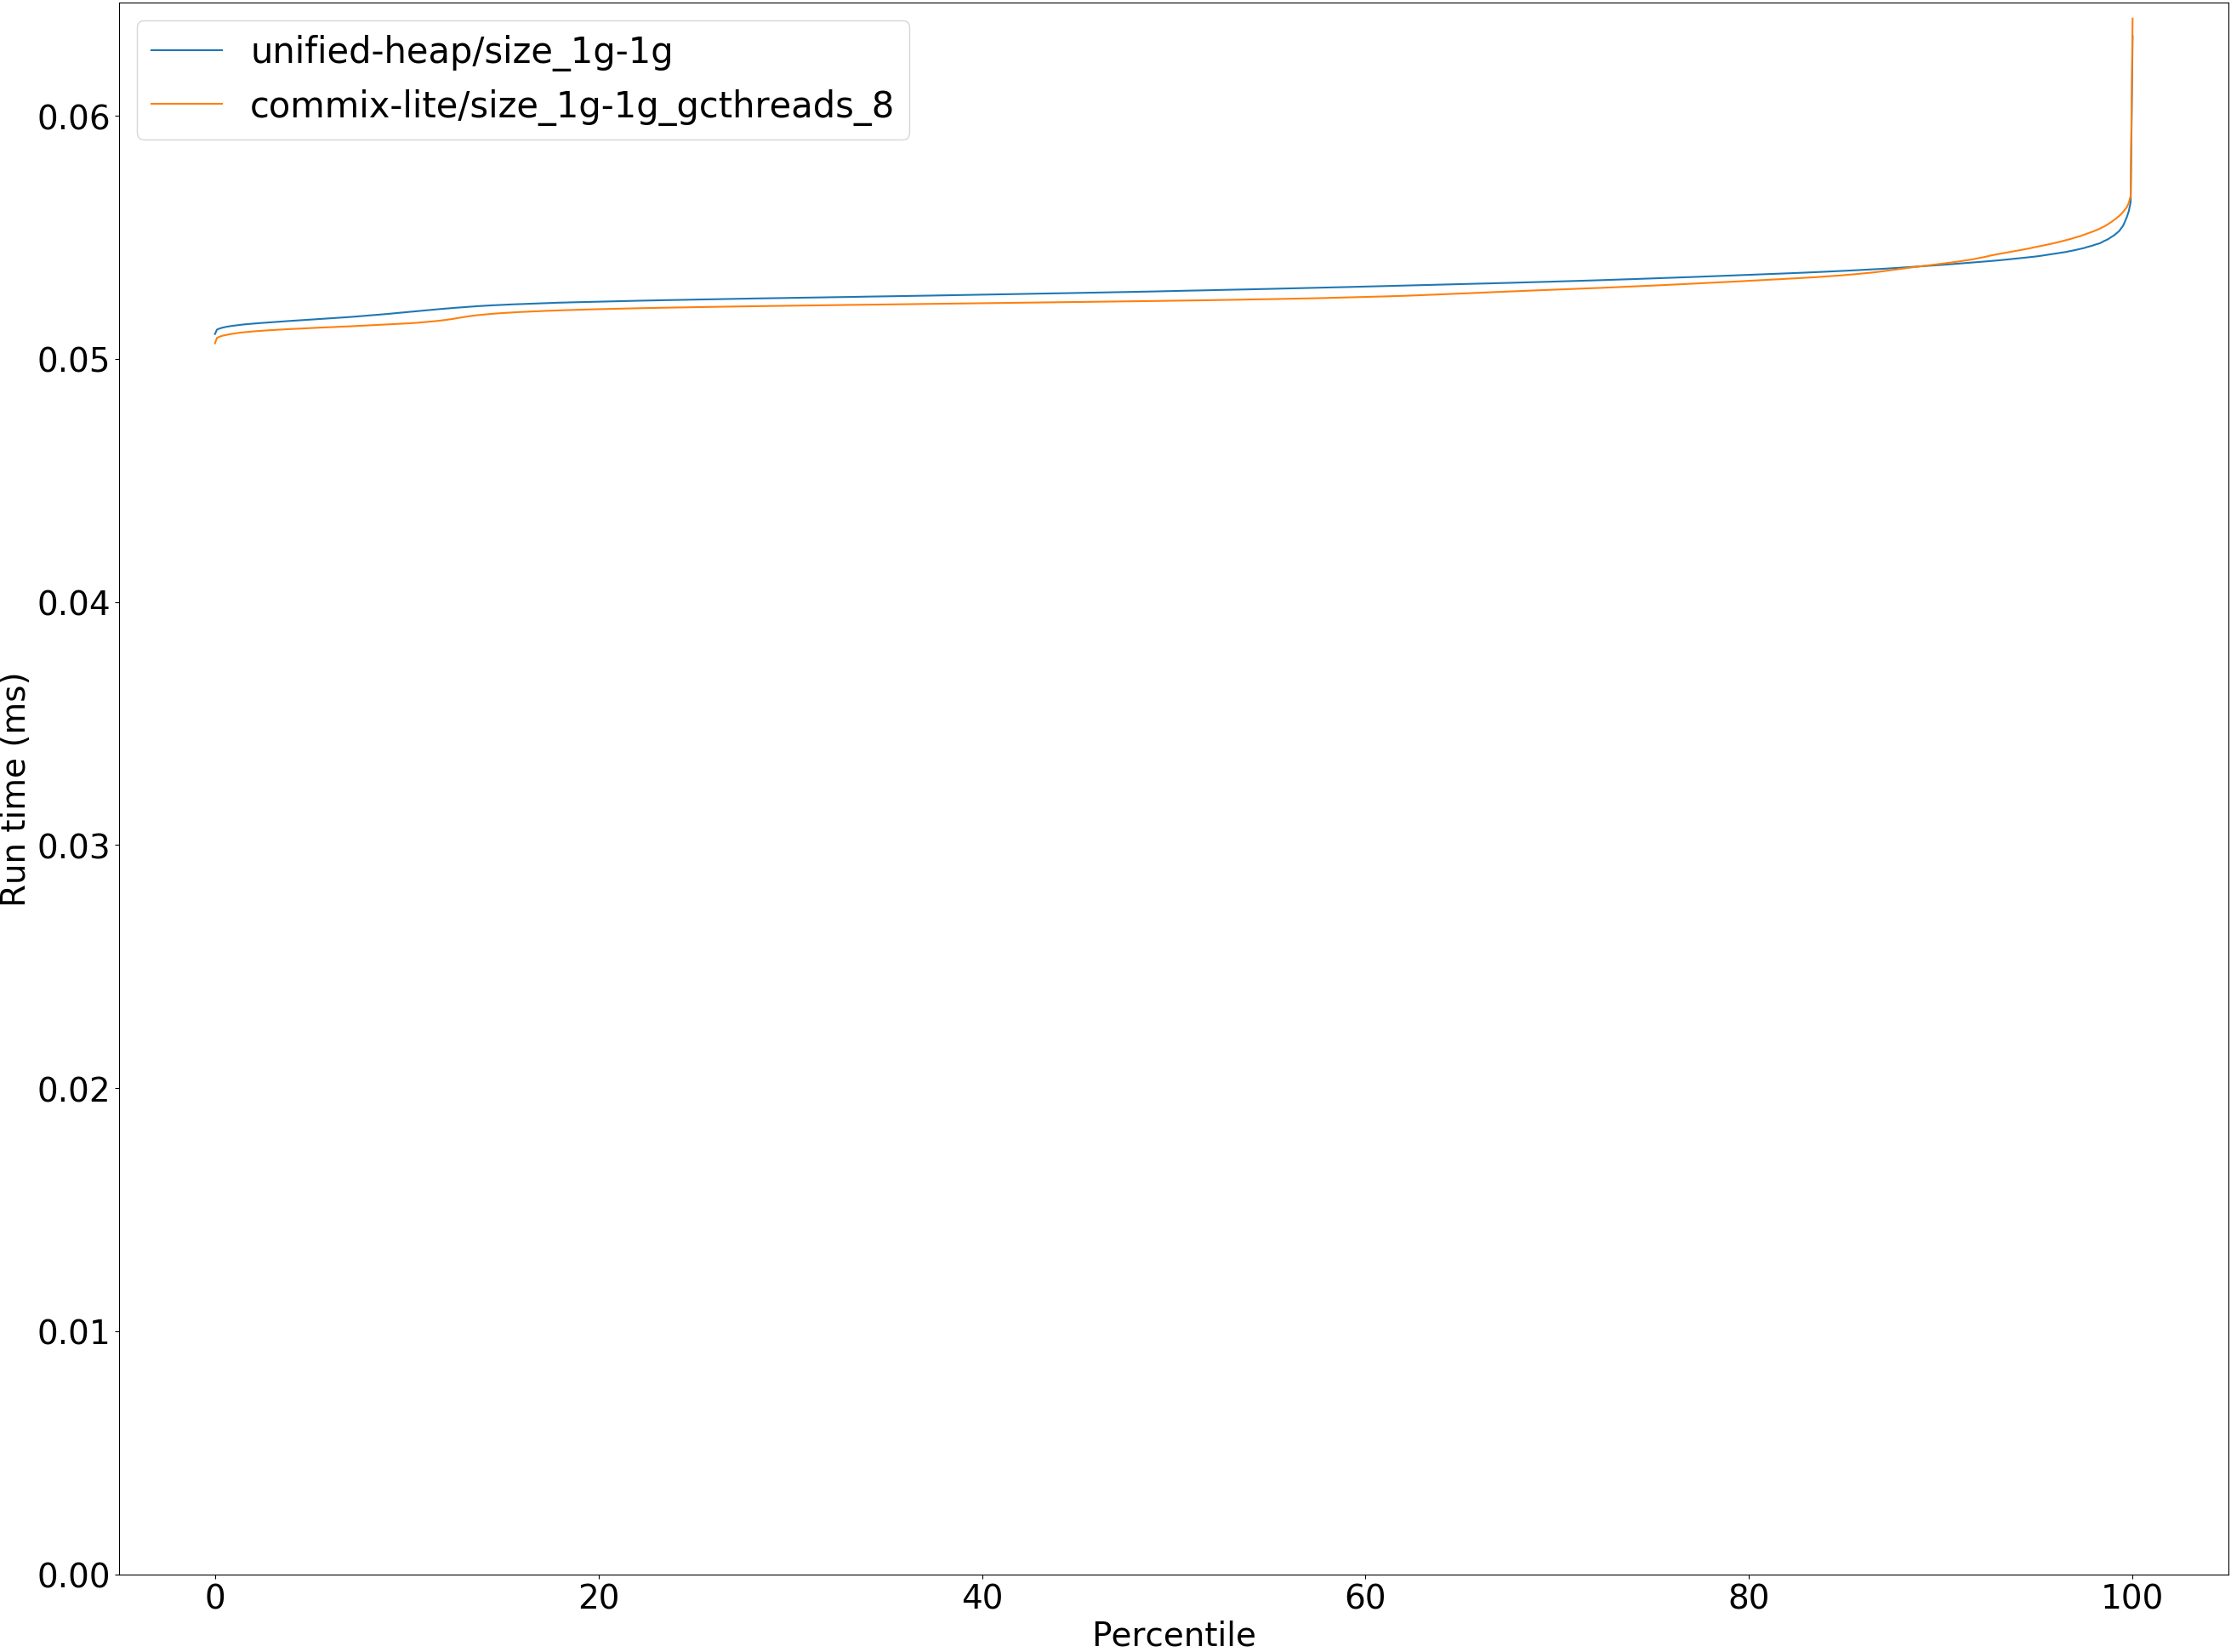 unified-heap/size_1g-1g
commix-lite/size_1g-1g_gcthreads_8
0.06
0.05
0.04
0.03
0.02
0.01
0.00
Run time (ms)
0 20 40 60 80 100
Percentile